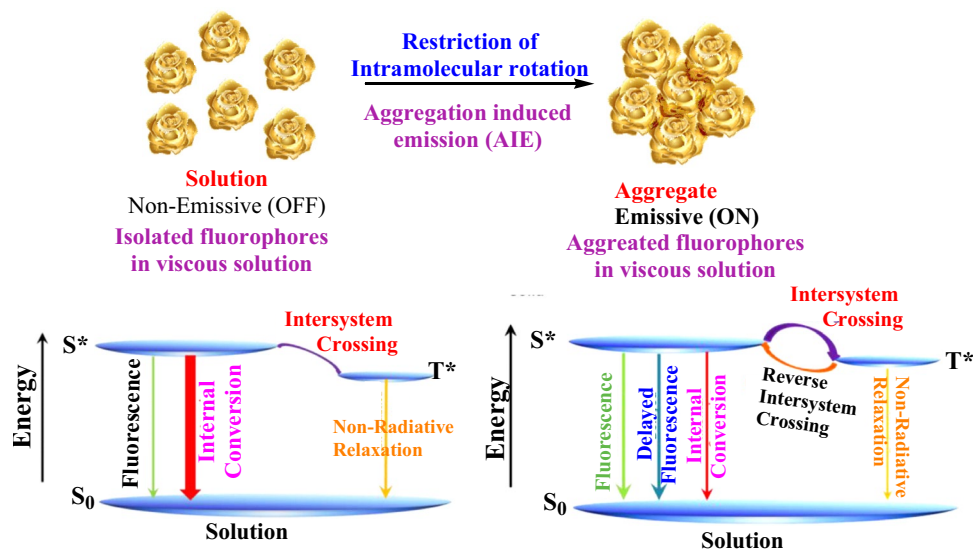 Restriction of
Intramolecular rotation
Aggregation induced
emission (AIE)
Solution
Non-Emissive (OFF)
Isolated fluorophores
in viscous solution
Aggregate
Emissive (ON)
Aggreated fluorophores
in viscous solution
Energy
S*
Intersystem
Crossing
T*
Fluorescence
Internal
Conversion
Non-Radiative
Relaxation
S0
Solution
Energy
S*
Intersystem
Crossing
T*
Fluorescence
Delayed
Fluorescence
Internal
Conversion
Reverse
Intersystem
Crossing
Non-Radiative
Relaxation
S0
Solution